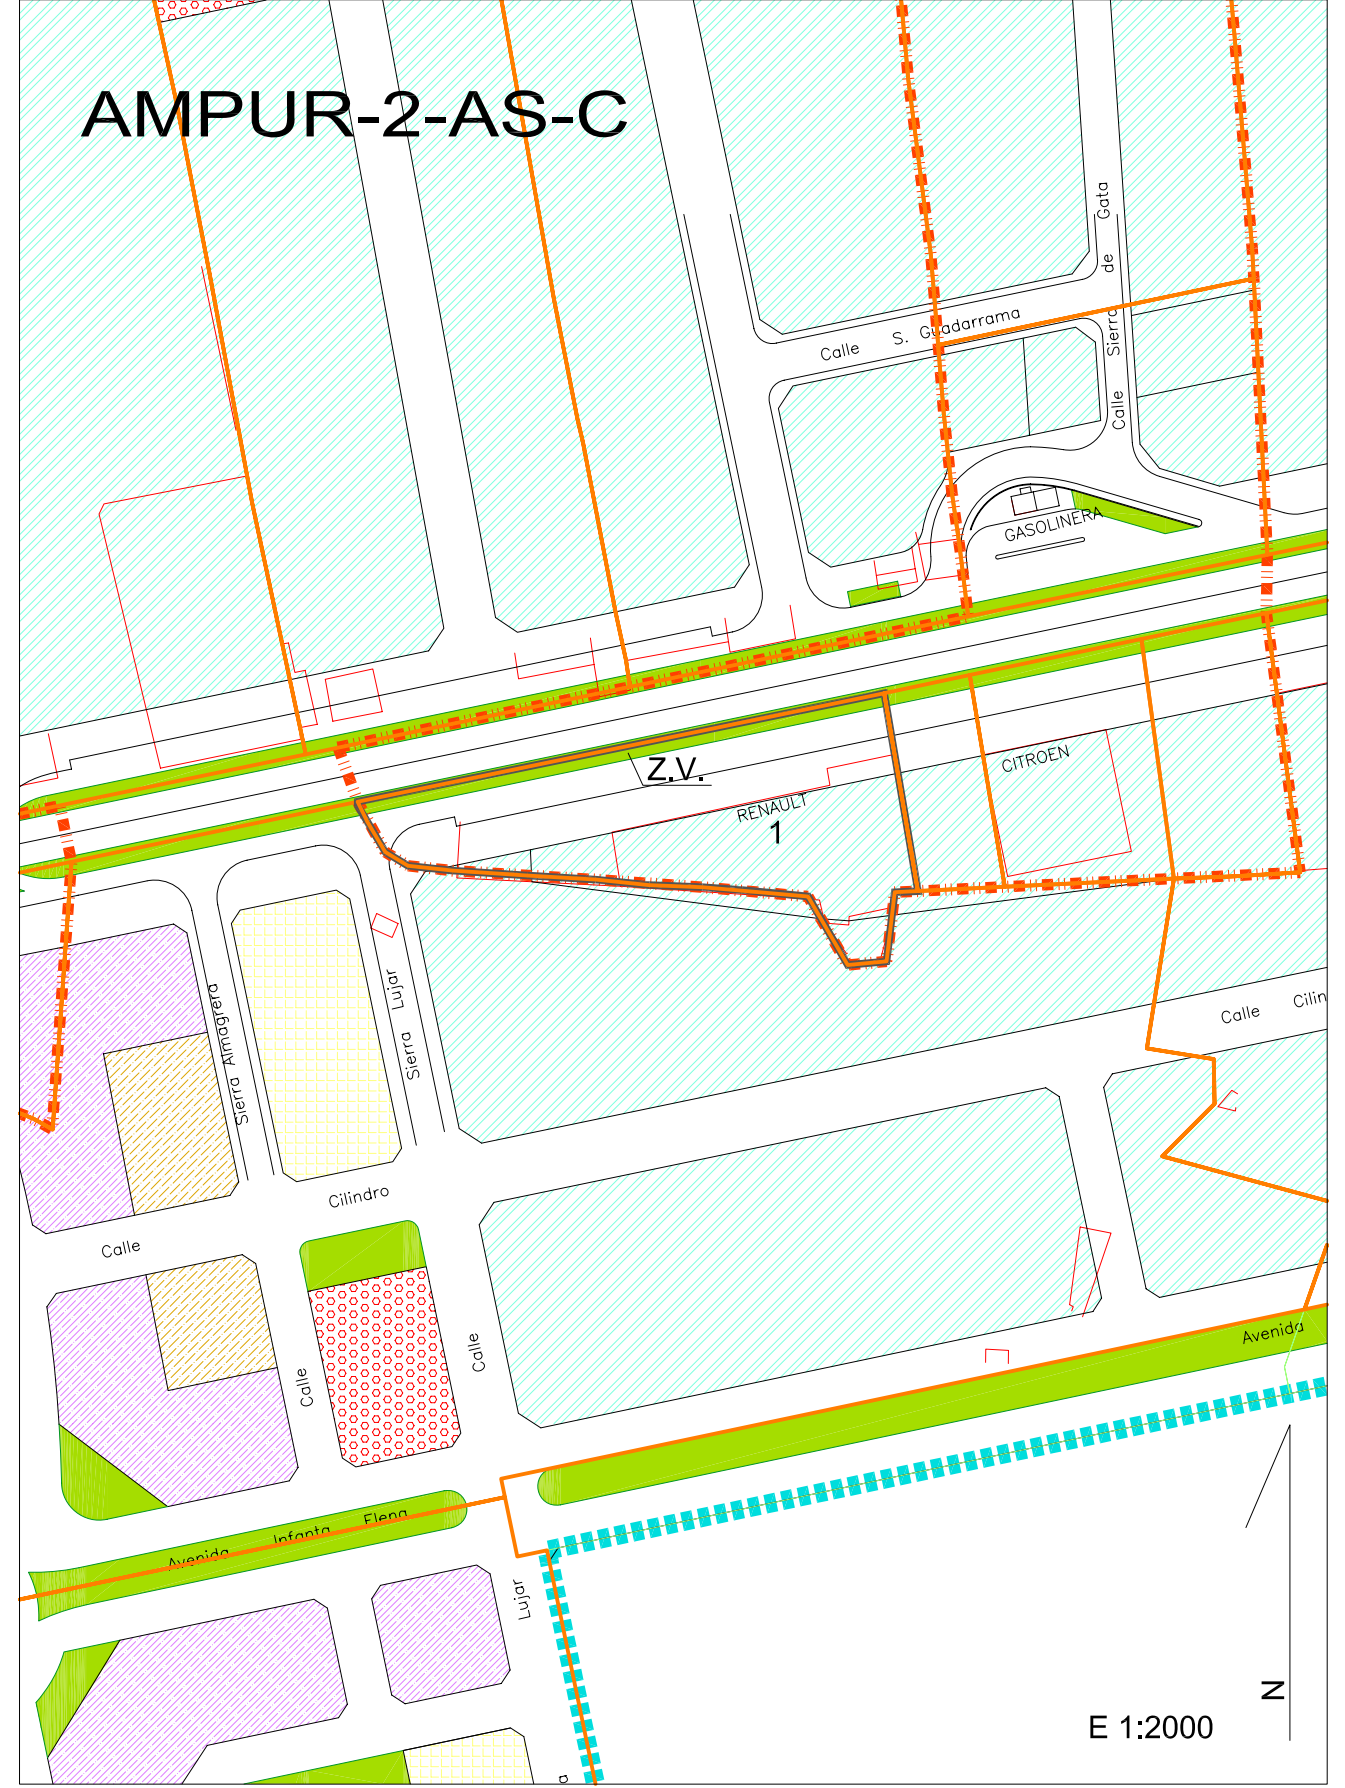 AMPUR-2-AS-C
Calle Sierra de Gata
Calle S. Guadarrama
GASOLINERA
Z.V.
CITROEN
RENAULT
1
Sierra Almagrera
Sierra Lujar
Calle Cilin
Calle Cilindro
Calle
Calle Lujar
Avenida
Avenida Infanta Elena
N
E 1:2000
a